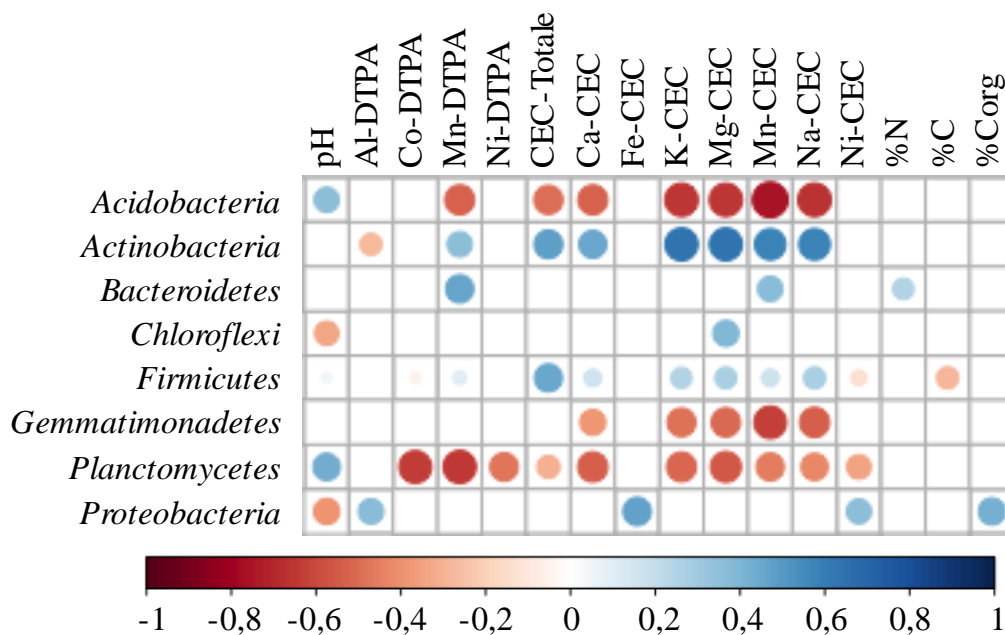 pH
Al-DTPA
Co-DTPA
Mn-DTPA
Ni-DTPA
CEC-Totale
Ca-CEC
Fe-CEC
K-CEC
Mg-CEC
Mn-CEC
Na-CEC
Ni-CEC
%N
%C
%Corg
Acidobacteria
Actinobacteria
Bacteroidetes
Chloroflexi
Firmicutes
Gemmatimonadetes
Planctomycetes
Proteobacteria
-1 -0,8 -0,6 -0,4 -0,2 0 0,2 0,4 0,6 0,8 1